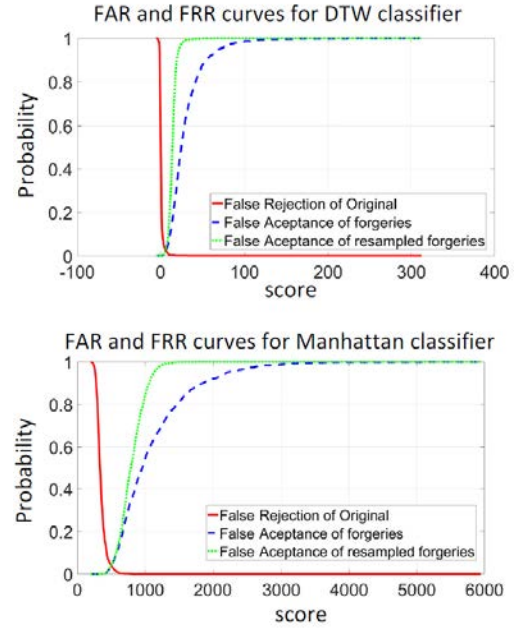 FAR and FRR curves for DTW classifier
1
0.8
0.6
0.4
0.2
0
Probability
False Rejection of Original
False Aceptance of forgeries
False Aceptance of resampled forgeries
-100 0 100 200 300 400
score
FAR and FRR curves for Manhattan classifier
1
0.8
0.6
0.4
0.2
0
Probability
False Rejection of Original
False Aceptance of forgeries
False Aceptance of resampled forgeries
0 1000 2000 3000 4000 5000 6000
score